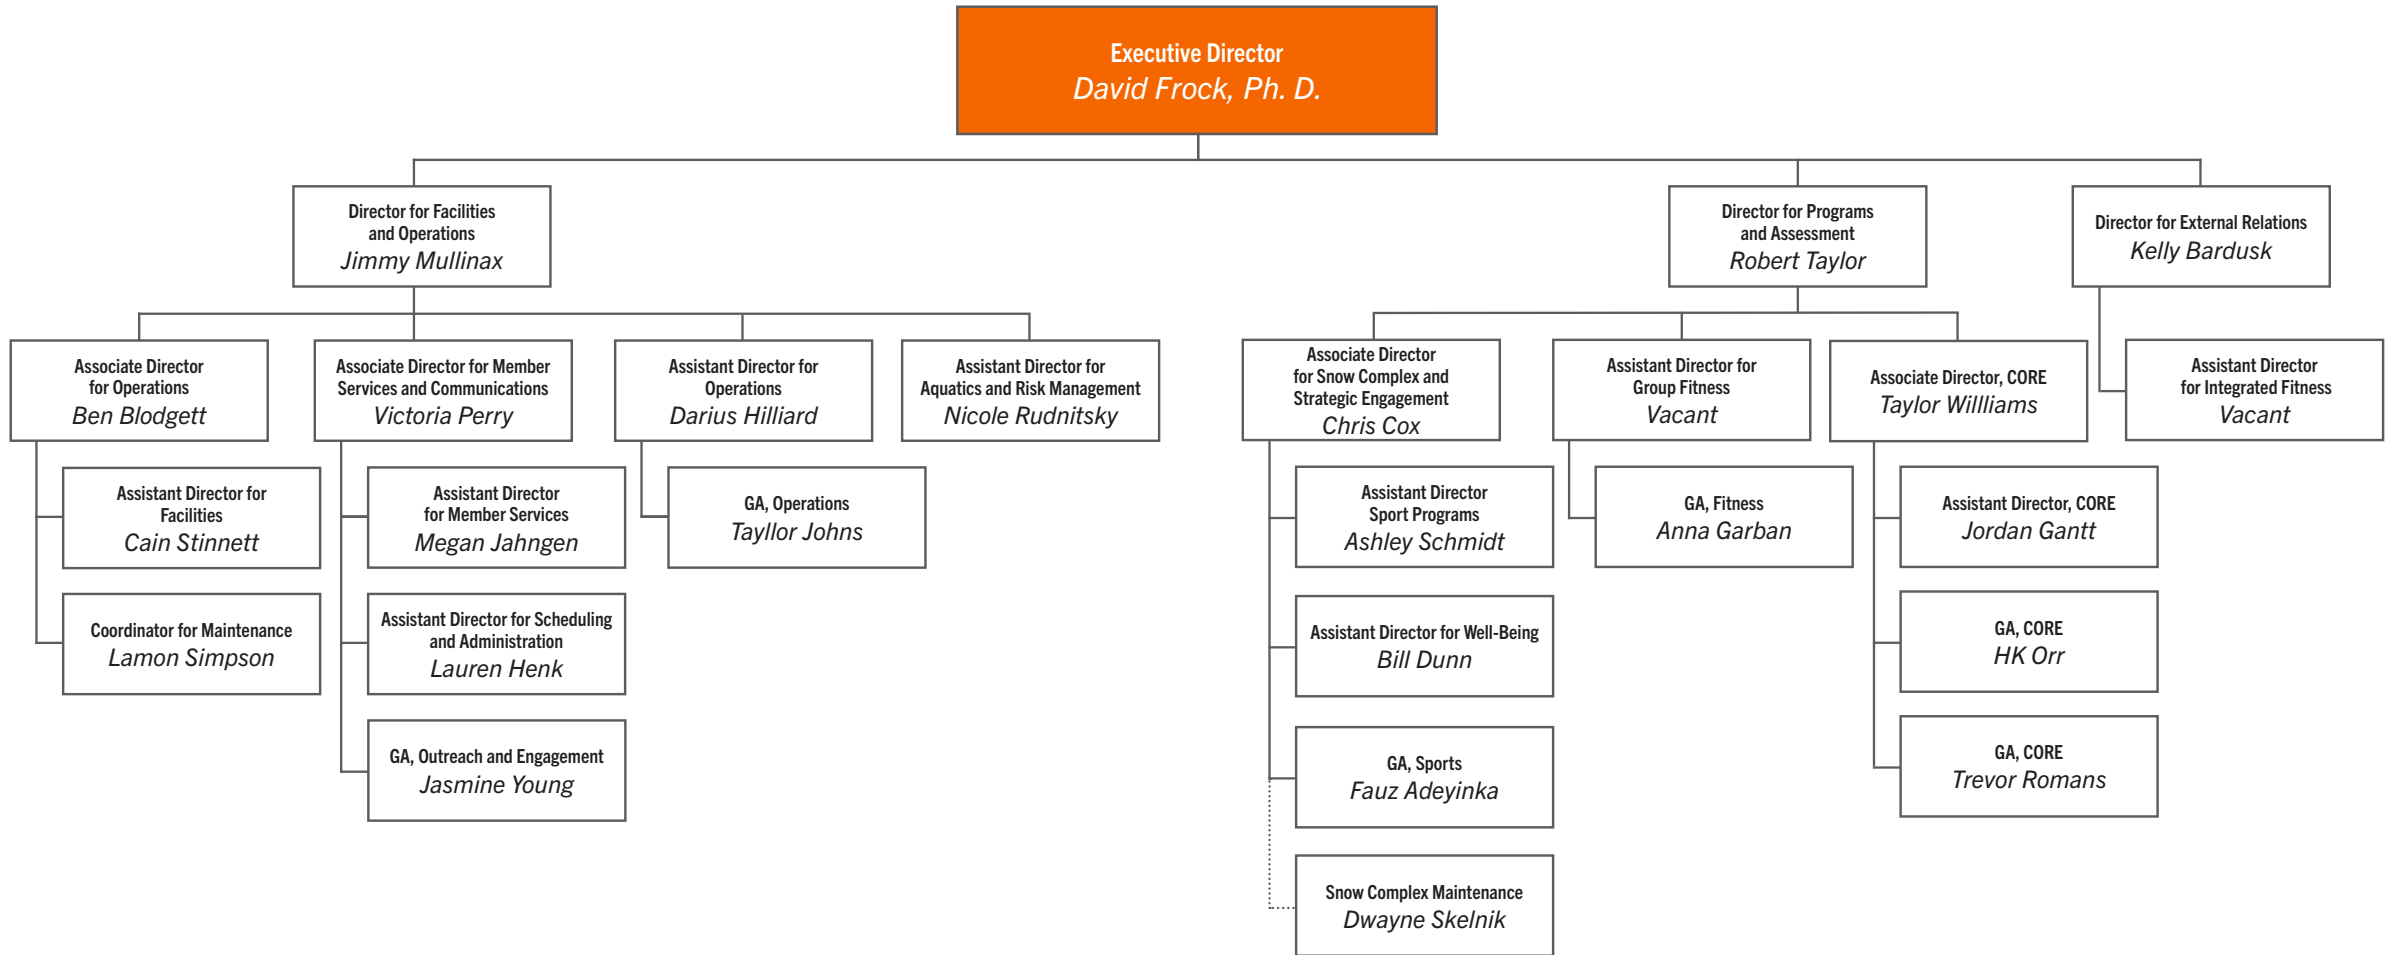 Executive Director
David Frock, Ph. D.
Director for Facilities
and Operations
Jimmy Mullinax
Director for Programs
and Assessment
Robert Taylor
Director for External Relations
Kelly Bardusk
Associate Director
for Operations
Ben Blodgett
Associate Director for Member
Services and Communications
Victoria Perry
Assistant Director for
Operations
Darius Hilliard
Assistant Director for
Aquatics and Risk Management
Nicole Rudnitsky
Associate Director
for Snow Complex and
Strategic Engagement
Chris Cox
Assistant Director for
Group Fitness
Vacant
Associate Director, CORE
Taylor Willliams
Assistant Director
for Integrated Fitness
Vacant
Assistant Director for
Facilities
Cain Stinnett
Assistant Director
for Member Services
Megan Jahngen
GA, Operations
Tayllor Johns
Assistant Director
Sport Programs
Ashley Schmidt
GA, Fitness
Anna Garban
Assistant Director, CORE
Jordan Gantt
Coordinator for Maintenance
Lamon Simpson
Assistant Director for Scheduling
and Administration
Lauren Henk
Assistant Director for Well-Being
Bill Dunn
GA, CORE
HK Orr
GA, Outreach and Engagement
Jasmine Young
GA, Sports
Fauz Adeyinka
GA, CORE
Trevor Romans
Snow Complex Maintenance
Dwayne Skelnik